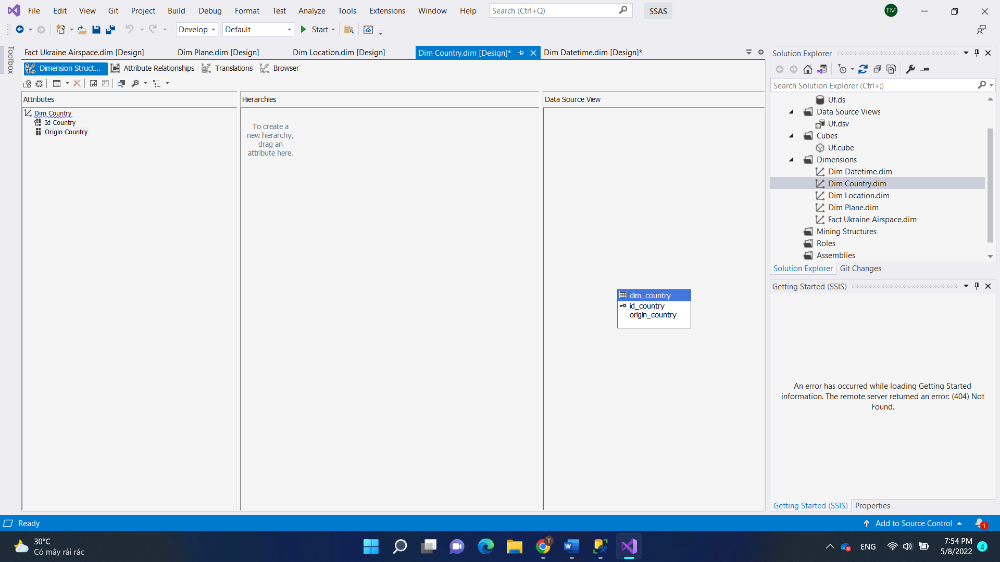 File Edit View Git Project Build Debug Format Test Analyze Tools Extensions Window Help Search (Ctrl+Q) SSAS TM
Develop Default Start
Toolbox
Fact Ukraine Airspace.dim [Design] Dim Plane.dim [Design] Dim Location.dim [Design] Dim Country.dim [Design]* Dim Datetime.dim [Design]*
Dimension Struct... Attribute Relationships Translations Browser
Attributes
Dim Country
Id Country
Origin Country
Hierarchies
To create a
new hierarchy,
drag an
attribute here.
Data Source View
dim_country
id_country
origin_country
Solution Explorer
Search Solution Explorer (Ctrl+;)
Uf.ds
Data Source Views
Uf.dsv
Cubes
Uf.cube
Dimensions
Dim Datetime.dim
Dim Country.dim
Dim Location.dim
Dim Plane.dim
Fact Ukraine Airspace.dim
Mining Structures
Roles
Assemblies
Solution Explorer Git Changes
Getting Started (SSIS)
An error has occurred while loading Getting Started
information. The remote server returned an error: (404) Not
Found.
Getting Started (SSIS) Properties
Ready Add to Source Control 1
30°C
Có mây rải rác
T
W
ENG
7:54 PM
5/8/2022
4